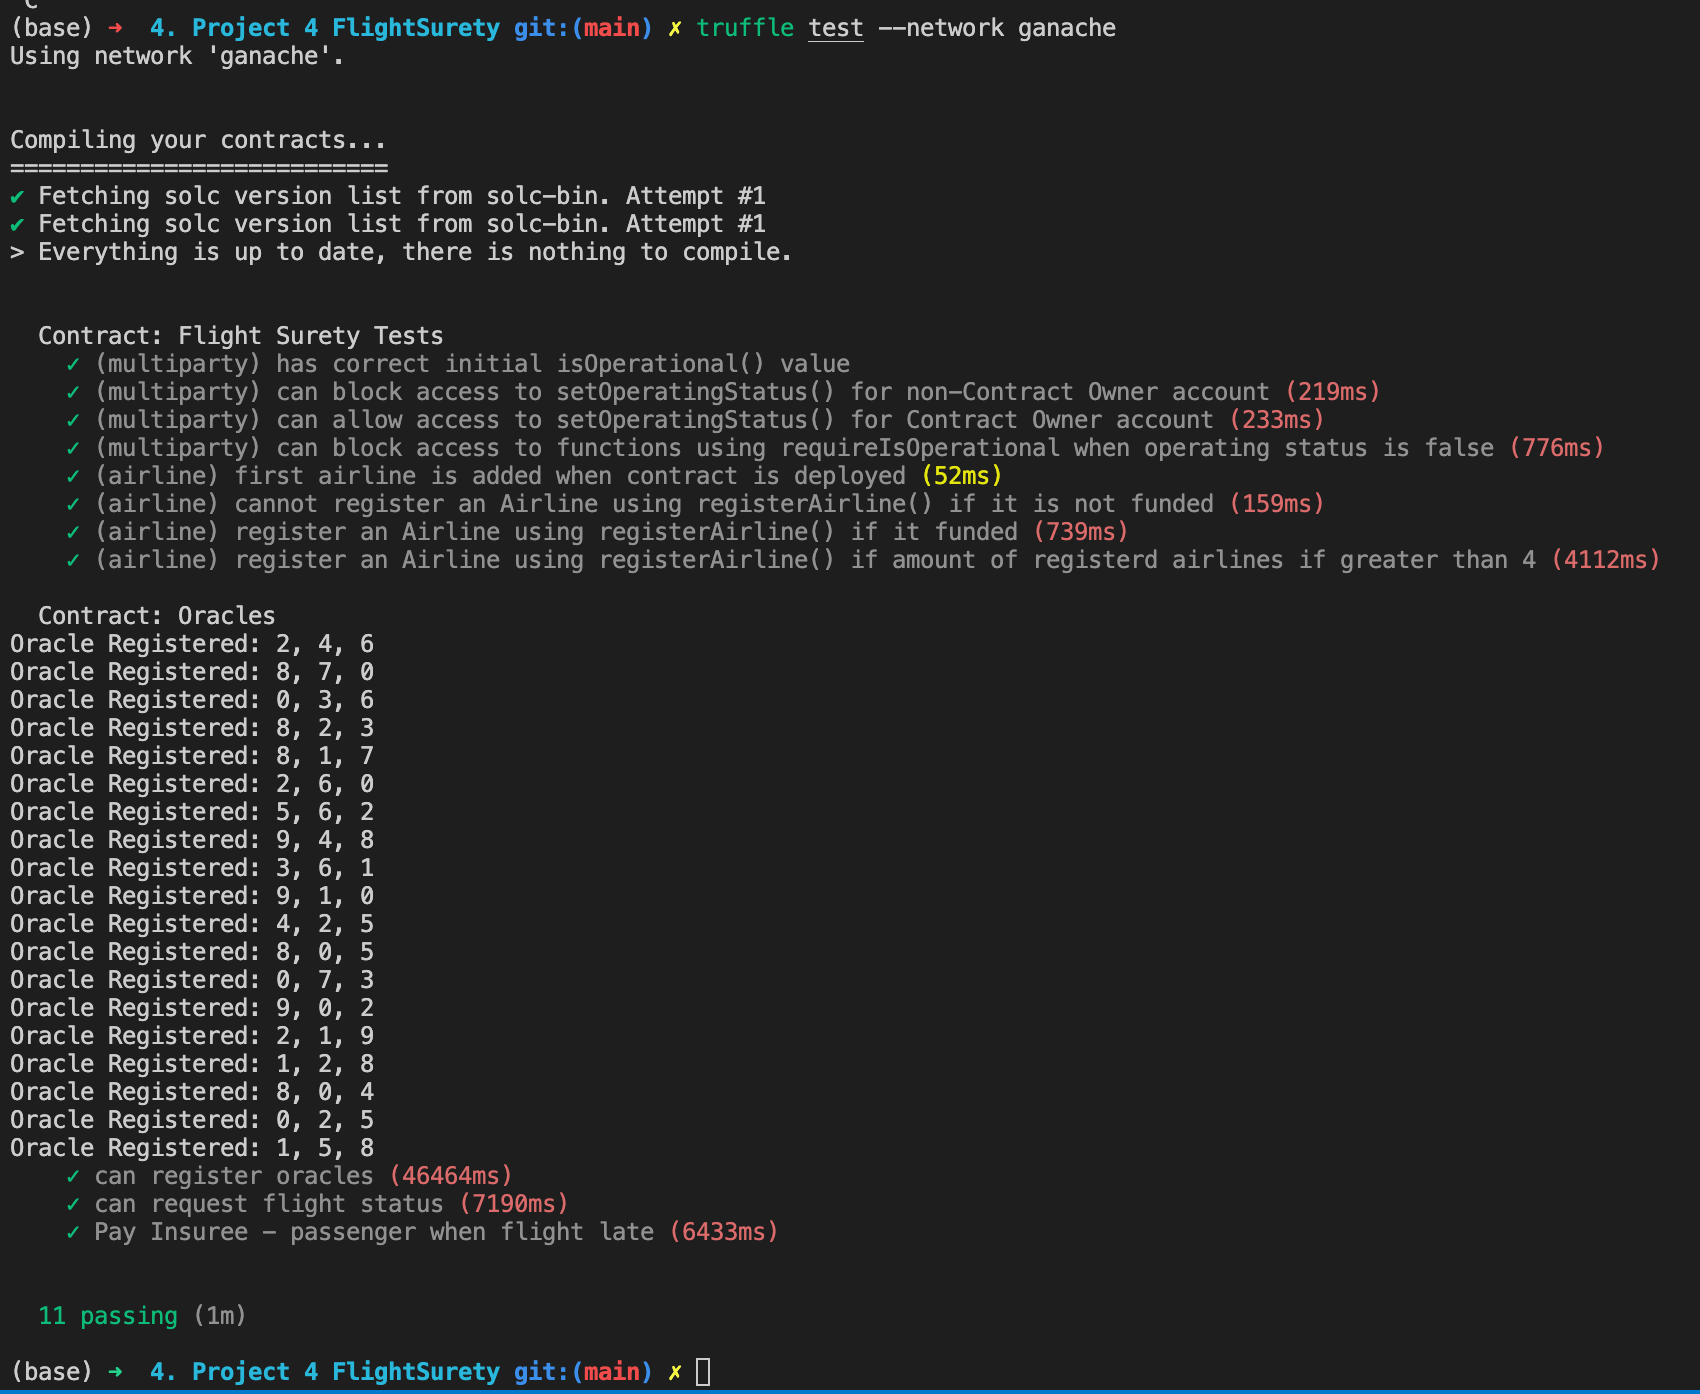 (base) ➜  4. Project 4 FlightSurety git:(main) ✗ truffle test --network ganache
Using network 'ganache'.
Compiling your contracts...
===========================
✔ Fetching solc version list from solc-bin. Attempt #1
✔ Fetching solc version list from solc-bin. Attempt #1
> Everything is up to date, there is nothing to compile.
Contract: Flight Surety Tests
✓ (multiparty) has correct initial isOperational() value
✓ (multiparty) can block access to setOperatingStatus() for non-Contract Owner account (219ms)
✓ (multiparty) can allow access to setOperatingStatus() for Contract Owner account (233ms)
✓ (multiparty) can block access to functions using requireIsOperational when operating status is false (776ms)
✓ (airline) first airline is added when contract is deployed (52ms)
✓ (airline) cannot register an Airline using registerAirline() if it is not funded (159ms)
✓ (airline) register an Airline using registerAirline() if it funded (739ms)
✓ (airline) register an Airline using registerAirline() if amount of registerd airlines if greater than 4 (4112ms)
Contract: Oracles
Oracle Registered: 2, 4, 6
Oracle Registered: 8, 7, 0
Oracle Registered: 0, 3, 6
Oracle Registered: 8, 2, 3
Oracle Registered: 8, 1, 7
Oracle Registered: 2, 6, 0
Oracle Registered: 5, 6, 2
Oracle Registered: 9, 4, 8
Oracle Registered: 3, 6, 1
Oracle Registered: 9, 1, 0
Oracle Registered: 4, 2, 5
Oracle Registered: 8, 0, 5
Oracle Registered: 0, 7, 3
Oracle Registered: 9, 0, 2
Oracle Registered: 2, 1, 9
Oracle Registered: 1, 2, 8
Oracle Registered: 8, 0, 4
Oracle Registered: 0, 2, 5
Oracle Registered: 1, 5, 8
✓ can register oracles (46464ms)
✓ can request flight status (7190ms)
✓ Pay Insuree - passenger when flight late (6433ms)
11 passing (1m)
(base) ➜  4. Project 4 FlightSurety git:(main) ✗